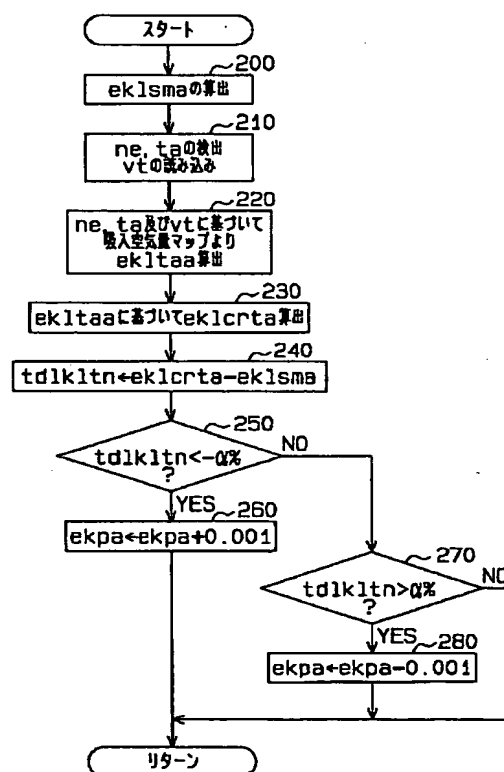 スタート
200
eklsmaの算出
210
ne,taの検出
vtの読み込み
220
ne,ta及びvtに基づいて
吸入空気量マップより
ekltaa算出
230
ekltaaに基づいてeklcrta算出
240
tdlkltn←eklcrta−eklsma
250
tdlkltn<−α%
?
NO
YES
260
ekpa←ekpa+0.001
270
tdlkltn>α%
?
NO
YES
280
ekpa←ekpa−0.001
リターン